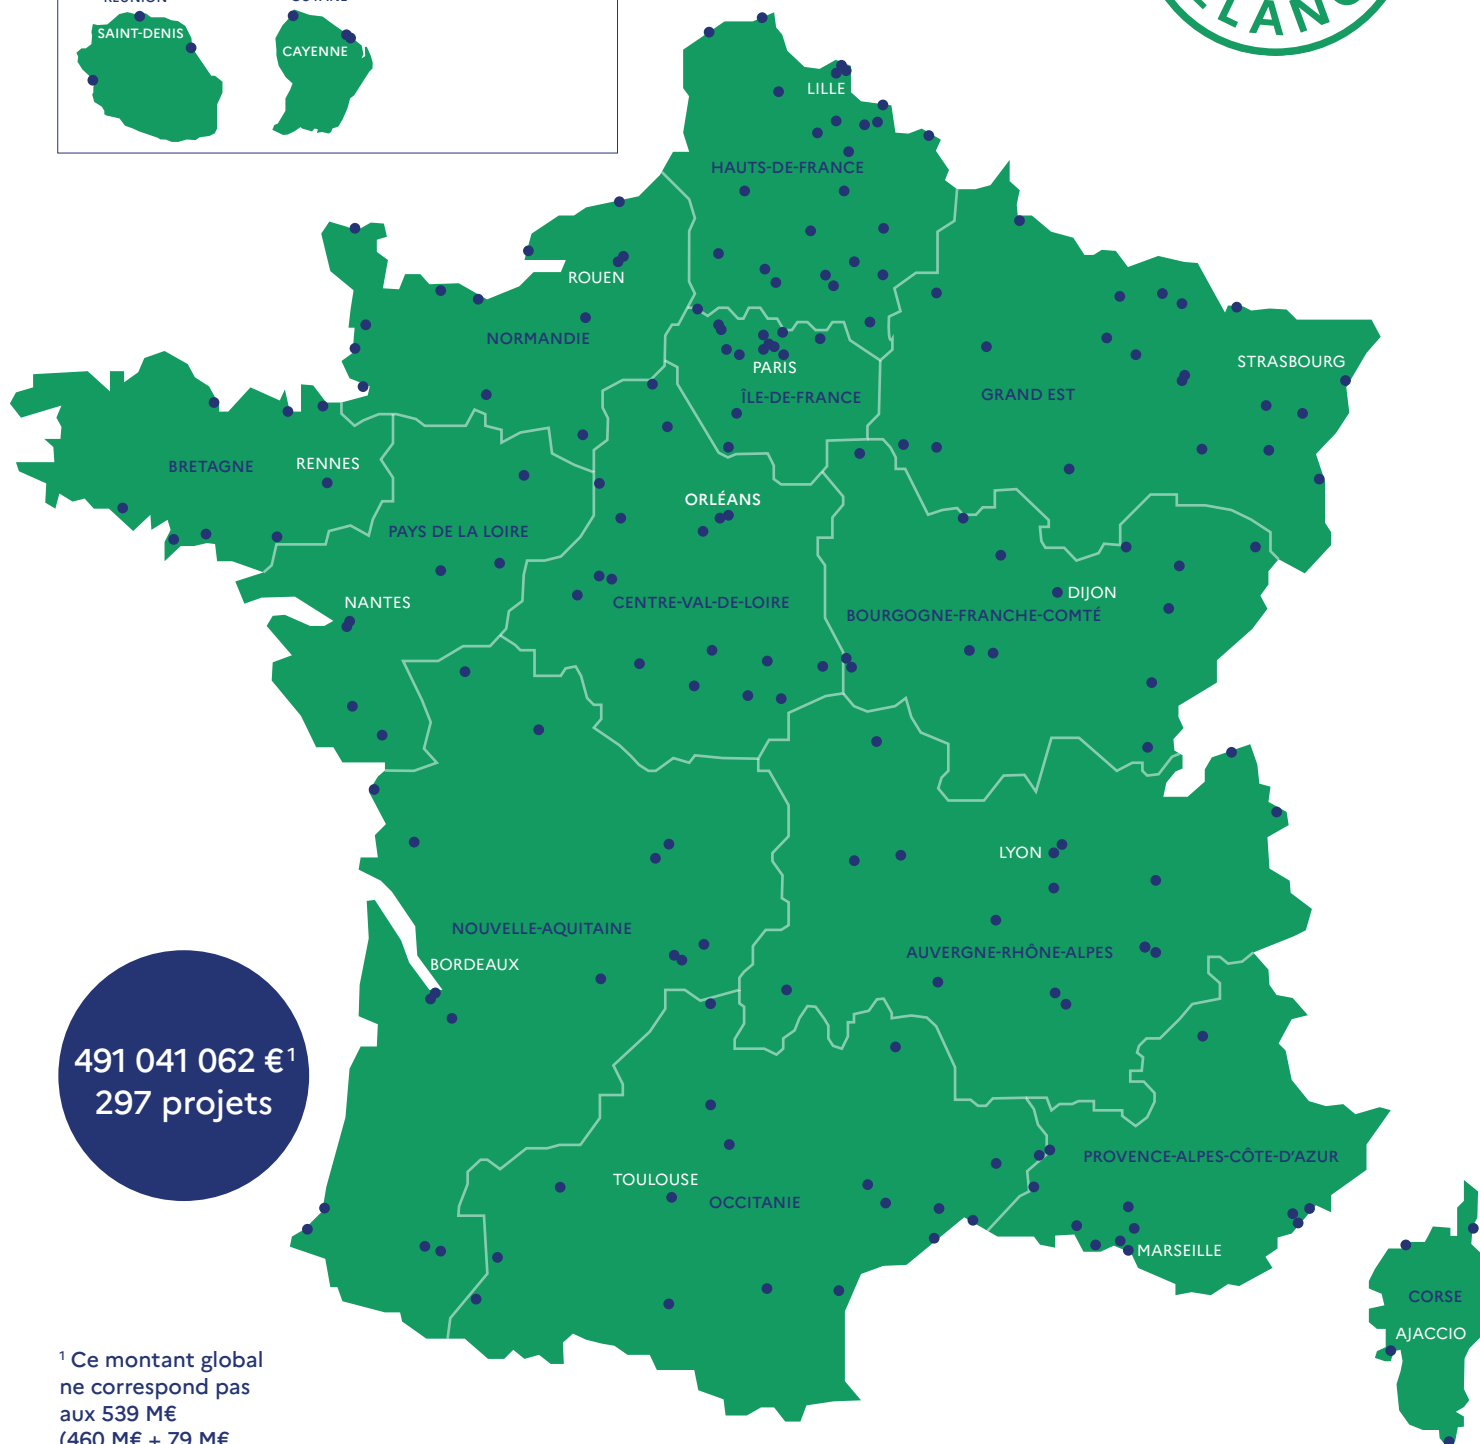 SAINT-DENIS
CAYENNE
LILLE
HAUTS-DE-FRANCE
ROUEN
NORMANDIE
PARIS
ÎLE-DE-FRANCE
GRAND EST
STRASBOURG
BRETAGNE
RENNES
ORLÉANS
PAYS DE LA LOIRE
NANTES
CENTRE-VAL-DE-LOIRE
DIJON
BOURGOGNE-FRANCHE-COMTÉ
LYON
NOUVELLE-AQUITAINE
BORDEAUX
AUVERGNE-RHÔNE-ALPES
491 041 062 €¹
297 projets
TOULOUSE
OCCITANIE
PROVENCE-ALPES-CÔTE-D'AZUR
MARSEILLE
CORSE
AJACCIO
¹ Ce montant global
ne correspond pas
aux 539 M€
(460 M€ + 79 M€